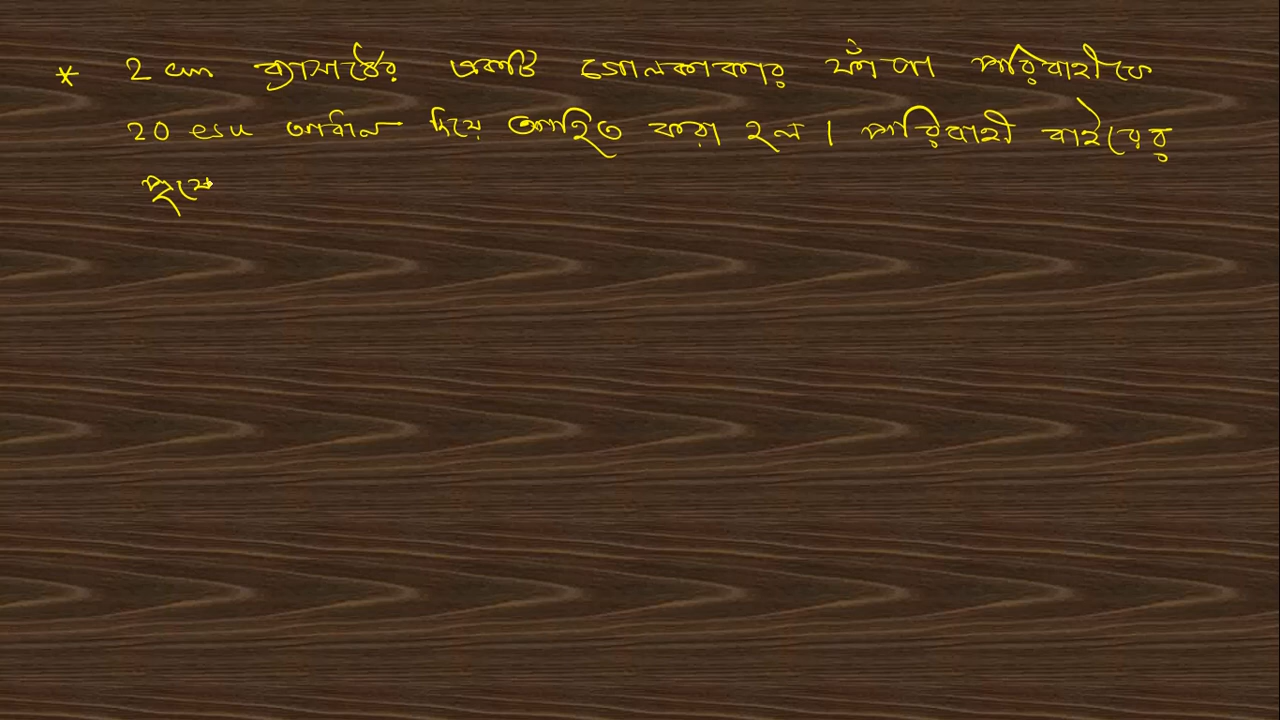 * 2 cm ব্যাসার্ধের একটি গোলকাকার ফাঁপা পরিবাহীকে
20 esu আধান দিয়ে আহিত করা হল । পরিবাহী বাইরের